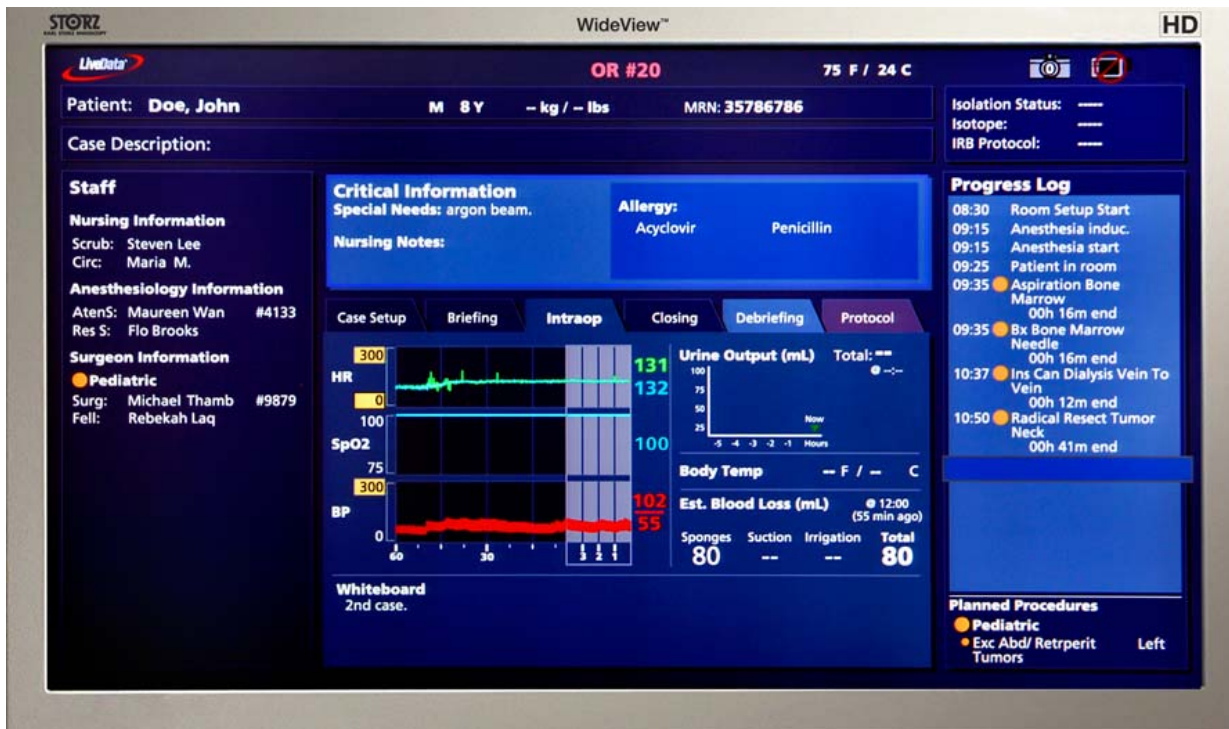 STORZ
KARL STORZ ENDOSCOPY
WideView™
HD
LiveData
OR #20
75 F / 24 C
Patient: Doe, John
M 8 Y -- kg / -- lbs
MRN: 35786786
Isolation Status: -----
Isotope: -----
IRB Protocol: -----
Case Description:
Staff
Nursing Information
Scrub: Steven Lee
Circ: Maria M.
Anesthesiology Information
AtenS: Maureen Wan #4133
Res S: Flo Brooks
Surgeon Information
Pediatric
Surg: Michael Thamb #9879
Fell: Rebekah Laq
Critical Information
Special Needs: argon beam.
Nursing Notes:
Allergy:
Acyclovir Penicillin
Case Setup Briefing Intraop Closing Debriefing Protocol
HR
300
0
131
132
SpO2
100
75
100
BP
300
0
102
55
60 30 3 2 1
Urine Output (mL) Total: --
@ --:--
100
75
50
25
Now
-5 -4 -3 -2 -1 Hours
Body Temp -- F / -- C
Est. Blood Loss (mL) @ 12:00
(55 min ago)
Sponges Suction Irrigation Total
80 -- -- 80
Whiteboard
2nd case.
Progress Log
08:30 Room Setup Start
09:15 Anesthesia induc.
09:15 Anesthesia start
09:25 Patient in room
09:35 Aspiration Bone
Marrow
00h 16m end
09:35 Bx Bone Marrow
Needle
00h 16m end
10:37 Ins Can Dialysis Vein To
Vein
00h 12m end
10:50 Radical Resect Tumor
Neck
00h 41m end
Planned Procedures
Pediatric
Exc Abd/ Retrperit Left
Tumors